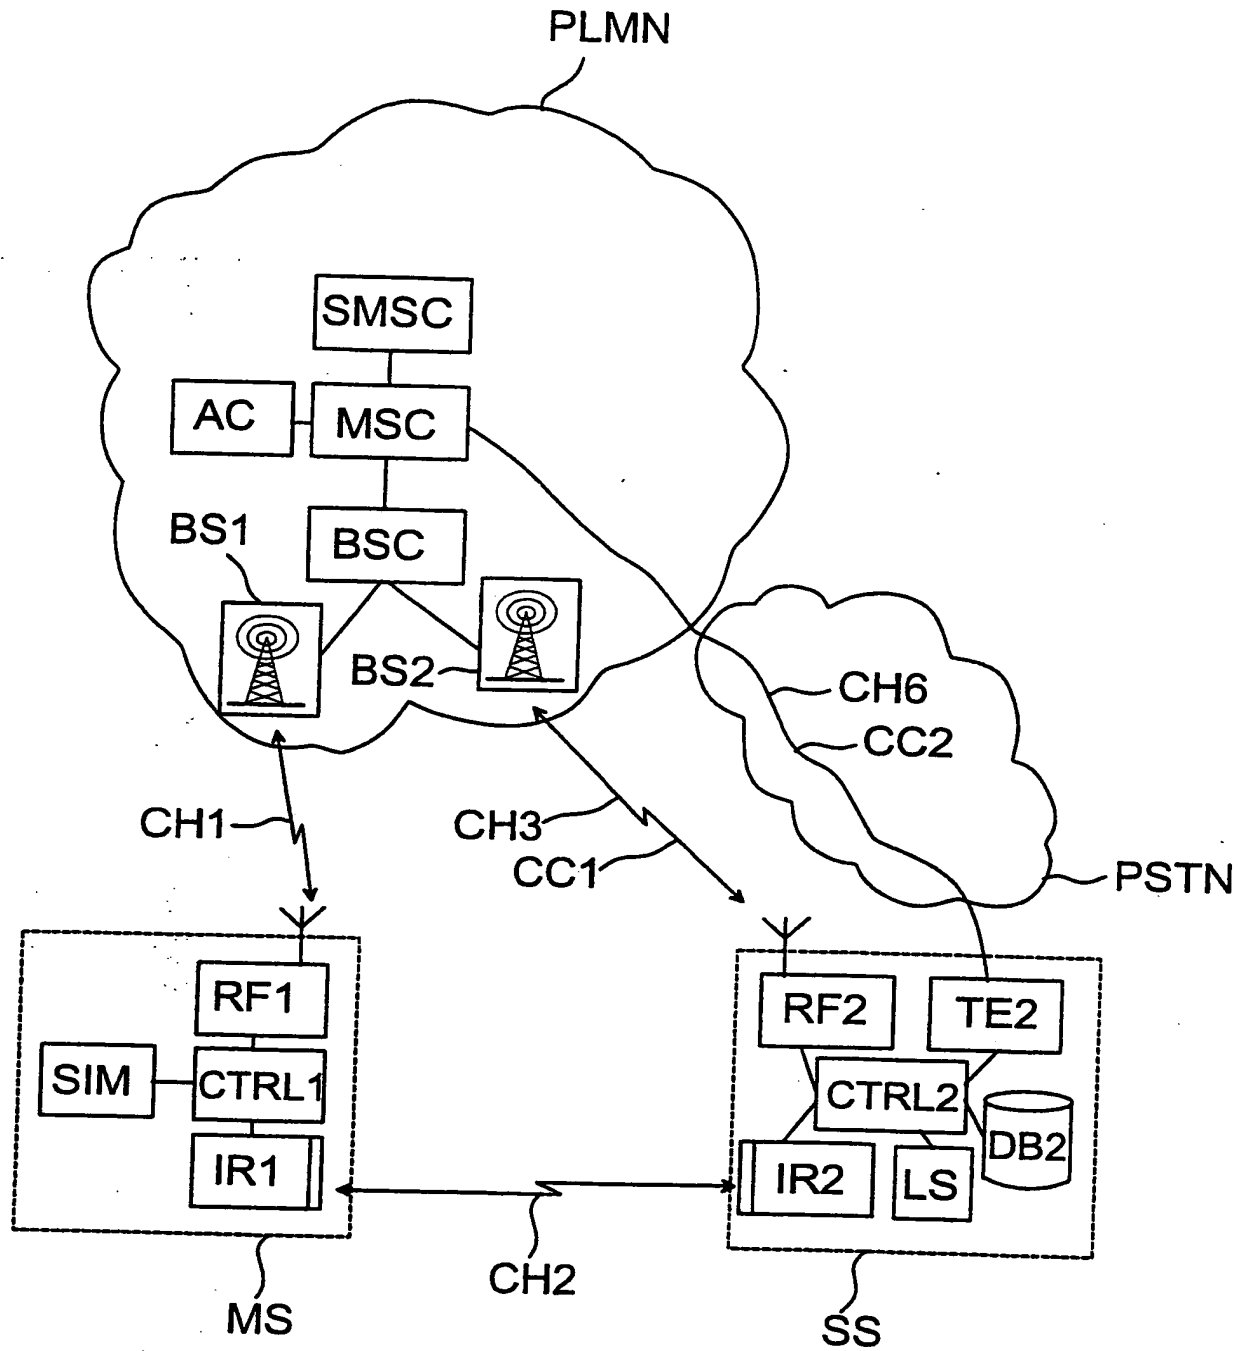 PLMN
SMSC
AC
MSC
BS1
BSC
BS2
CH6
CC2
CH1
CH3
CC1
PSTN
RF1
RF2
TE2
SIM
CTRL1
CTRL2
DB2
IR1
IR2
LS
CH2
MS
SS